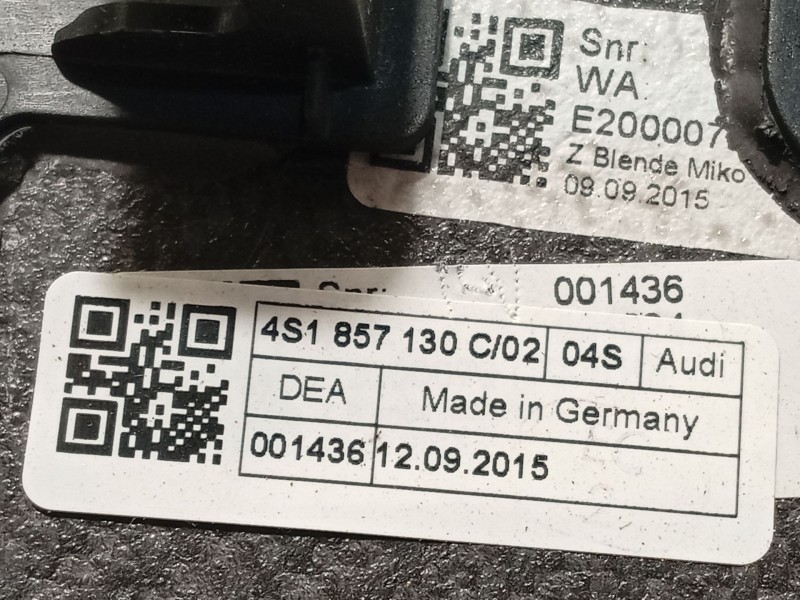 Snr:
WA:
E200007
Z Blende Miko
09.09.2015
Snr:
001436
4S1 857 130 C/02 04S Audi
DEA Made in Germany
001436 12.09.2015